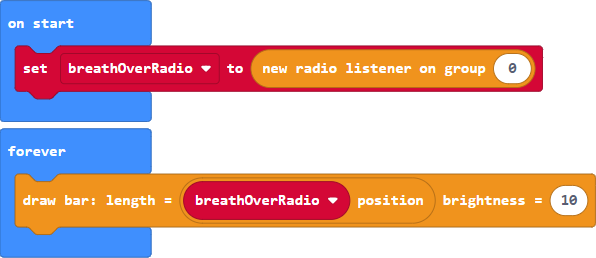 on start
set breathOverRadio to new radio listener on group 0
forever
draw bar: length = breathOverRadio position brightness = 10